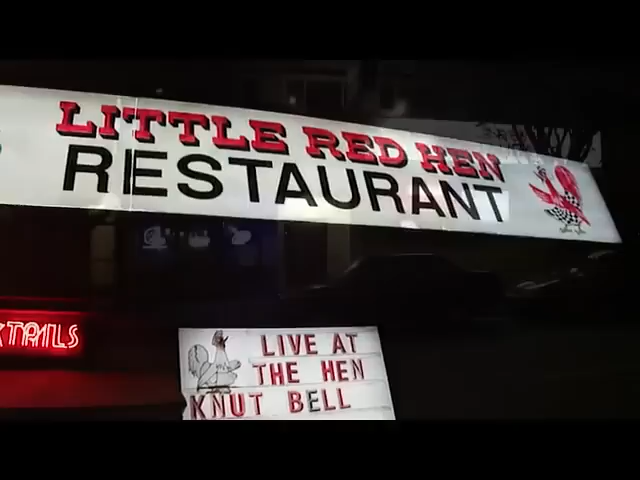 LITTLE RED HEN
RESTAURANT
KTAILS
LIVE AT
THE HEN
KNUT BELL